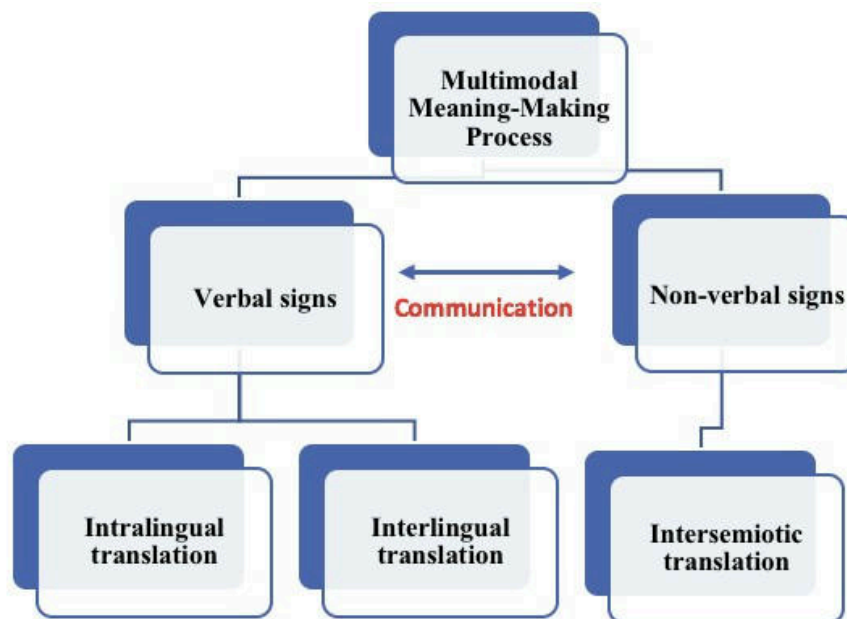 Multimodal
Meaning-Making
Process
Verbal signs
Communication
Non-verbal signs
Intralingual
translation
Interlingual
translation
Intersemiotic
translation